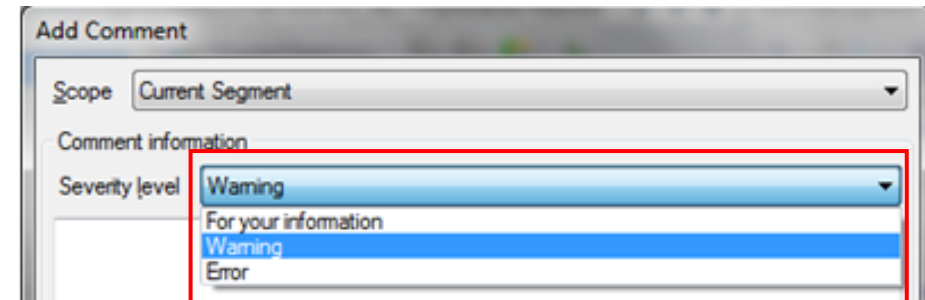 Add Comment
Scope Current Segment
Comment information
Severity level Warning
For your information
Warning
Error